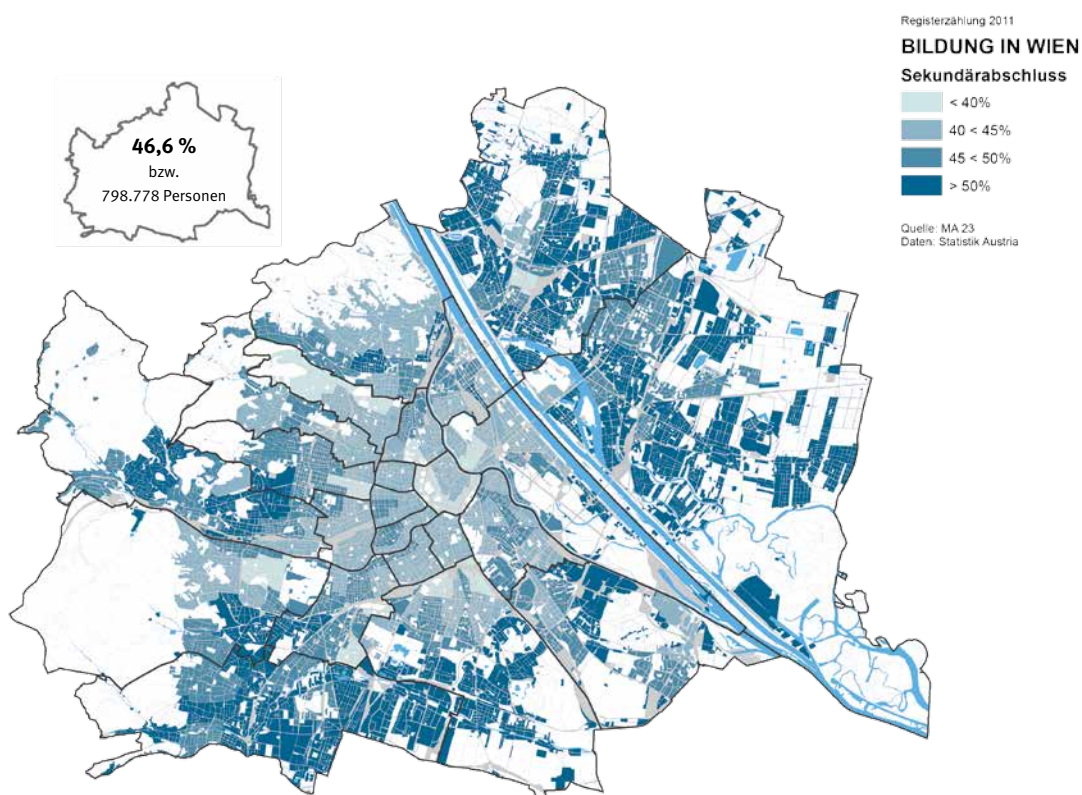 Registerzählung 2011
BILDUNG IN WIEN
Sekundärabschluss
< 40%
40 < 45%
45 < 50%
> 50%
Quelle: MA 23
Daten: Statistik Austria
46,6 %
bzw.
798.778 Personen